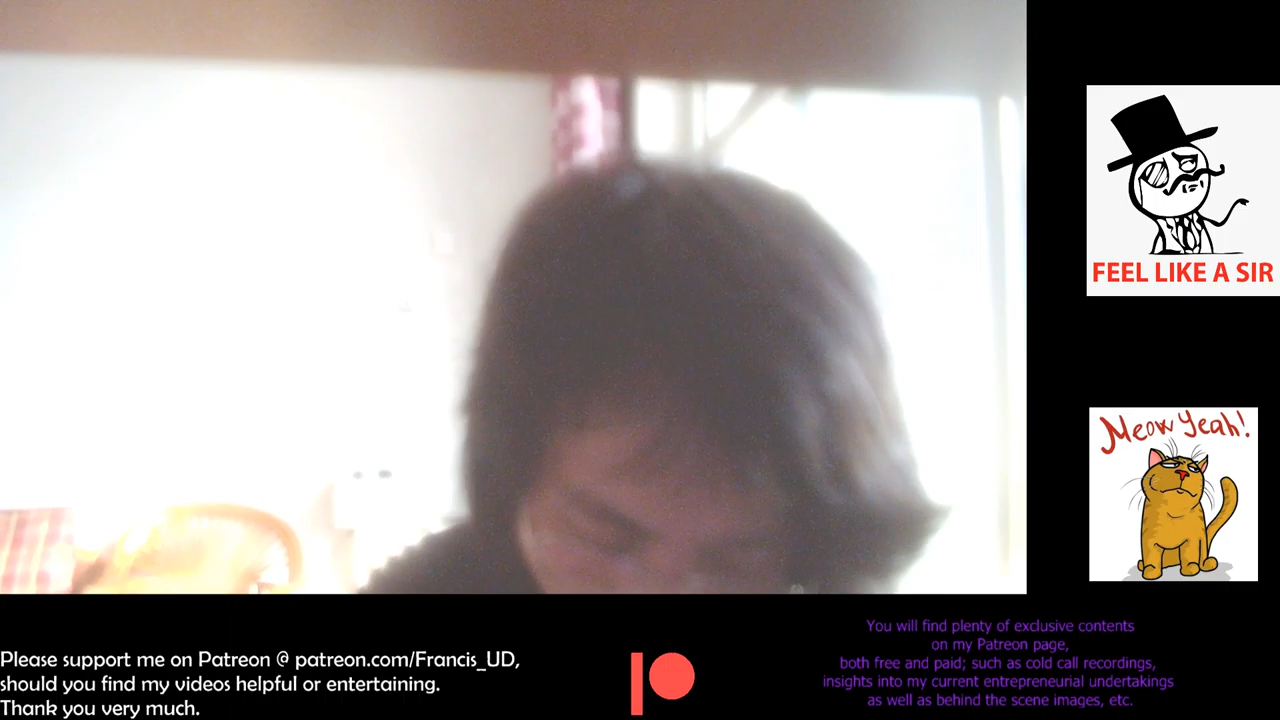 FEEL LIKE A SIR
Meow Yeah!
Please support me on Patreon @ patreon.com/Francis_UD,
should you find my videos helpful or entertaining.
Thank you very much.
You will find plenty of exclusive contents
on my Patreon page,
both free and paid; such as cold call recordings,
insights into my current entrepreneurial undertakings
as well as behind the scene images, etc.